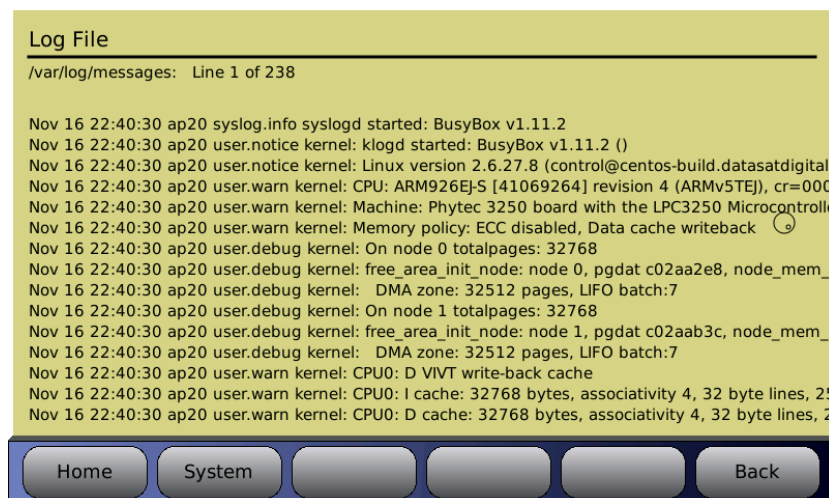 Log File
/var/log/messages:   Line 1 of 238
Nov 16 22:40:30 ap20 syslog.info syslogd started: BusyBox v1.11.2
Nov 16 22:40:30 ap20 user.notice kernel: klogd started: BusyBox v1.11.2 ()
Nov 16 22:40:30 ap20 user.notice kernel: Linux version 2.6.27.8 (control@centos-build.datasatdigital
Nov 16 22:40:30 ap20 user.warn kernel: CPU: ARM926EJ-S [41069264] revision 4 (ARMv5TEJ), cr=000
Nov 16 22:40:30 ap20 user.warn kernel: Machine: Phytec 3250 board with the LPC3250 Microcontrolle
Nov 16 22:40:30 ap20 user.warn kernel: Memory policy: ECC disabled, Data cache writeback
Nov 16 22:40:30 ap20 user.debug kernel: On node 0 totalpages: 32768
Nov 16 22:40:30 ap20 user.debug kernel: free_area_init_node: node 0, pgdat c02aa2e8, node_mem_
Nov 16 22:40:30 ap20 user.debug kernel:   DMA zone: 32512 pages, LIFO batch:7
Nov 16 22:40:30 ap20 user.debug kernel: On node 1 totalpages: 32768
Nov 16 22:40:30 ap20 user.debug kernel: free_area_init_node: node 1, pgdat c02aab3c, node_mem_
Nov 16 22:40:30 ap20 user.debug kernel:   DMA zone: 32512 pages, LIFO batch:7
Nov 16 22:40:30 ap20 user.warn kernel: CPU0: D VIVT write-back cache
Nov 16 22:40:30 ap20 user.warn kernel: CPU0: I cache: 32768 bytes, associativity 4, 32 byte lines, 25
Nov 16 22:40:30 ap20 user.warn kernel: CPU0: D cache: 32768 bytes, associativity 4, 32 byte lines, 2
Home System Back